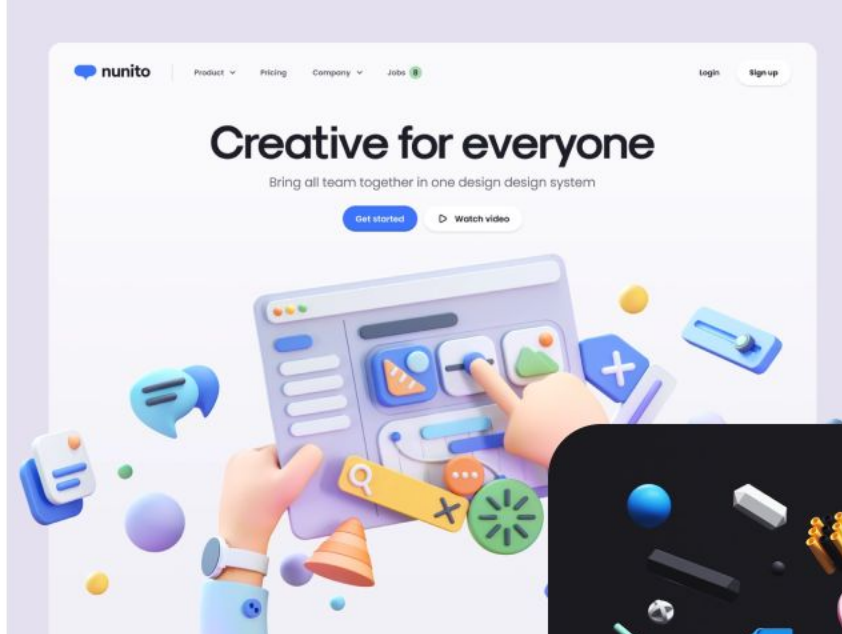 nunito
Product
Pricing
Company
Jobs 8
Login
Sign up
Creative for everyone
Bring all team together in one design design system
Get started
Watch video